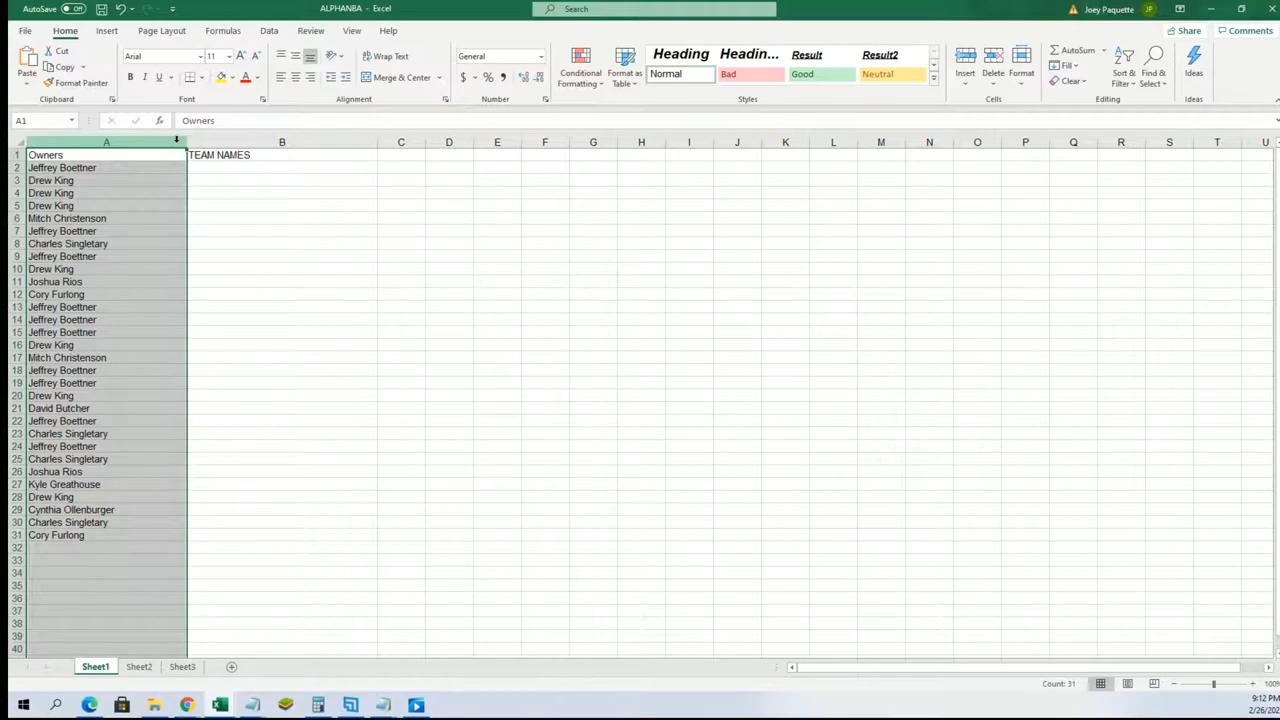 AutoSave Off ALPHANBA - Excel Search Joey Paquette JP
File Home Insert Page Layout Formulas Data Review View Help Share Comments
Paste Cut Copy Format Painter Clipboard
Arial 11 B I U A Font
Wrap Text Merge & Center Alignment
General $ % , Number
Conditional Formatting Format as Table
Heading Headin... Result Result2
Normal Bad Good Neutral Styles
Insert Delete Format Cells
AutoSum Fill Clear Sort & Filter Find & Select Editing
Ideas Ideas
A1 fx Owners
A B C D E F G H I J K L M N O P Q R S T U
1 Owners TEAM NAMES
2 Jeffrey Boettner
3 Drew King
4 Drew King
5 Drew King
6 Mitch Christenson
7 Jeffrey Boettner
8 Charles Singletary
9 Jeffrey Boettner
10 Drew King
11 Joshua Rios
12 Cory Furlong
13 Jeffrey Boettner
14 Jeffrey Boettner
15 Jeffrey Boettner
16 Drew King
17 Mitch Christenson
18 Jeffrey Boettner
19 Jeffrey Boettner
20 Drew King
21 David Butcher
22 Jeffrey Boettner
23 Charles Singletary
24 Jeffrey Boettner
25 Charles Singletary
26 Joshua Rios
27 Kyle Greathouse
28 Drew King
29 Cynthia Ollenburger
30 Charles Singletary
31 Cory Furlong
32
33
34
35
36
37
38
39
40
Sheet1 Sheet2 Sheet3
Count: 31 100%
9:12 PM
2/26/202